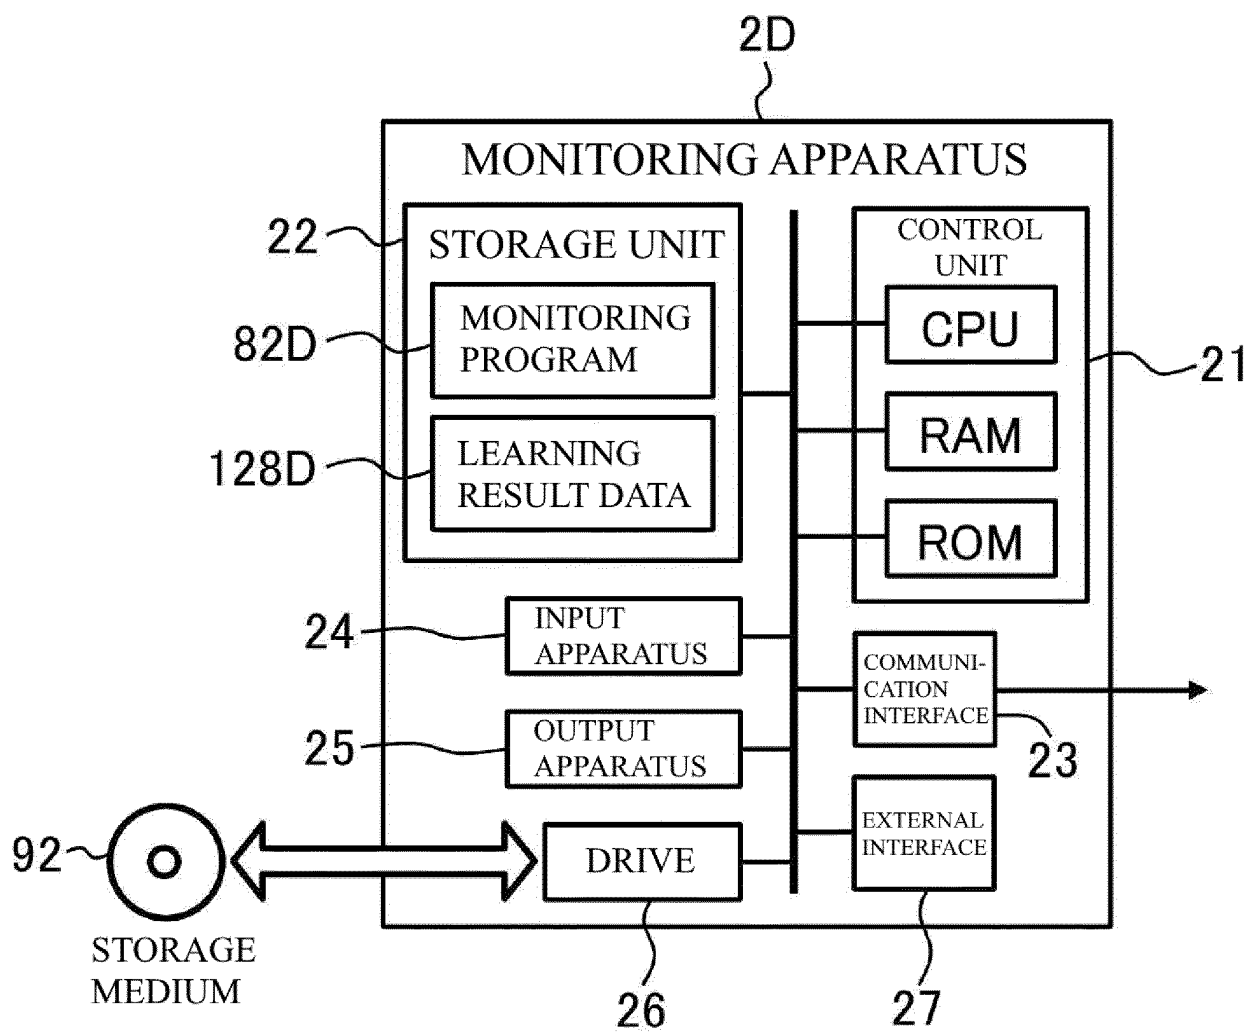 2D
MONITORING APPARATUS
22
STORAGE UNIT
82D
MONITORING
PROGRAM
128D
LEARNING
RESULT DATA
CONTROL
UNIT
CPU
RAM
ROM
21
24
INPUT
APPARATUS
25
OUTPUT
APPARATUS
COMMUNI-
CATION
INTERFACE
23
92
STORAGE
MEDIUM
DRIVE
26
EXTERNAL
INTERFACE
27